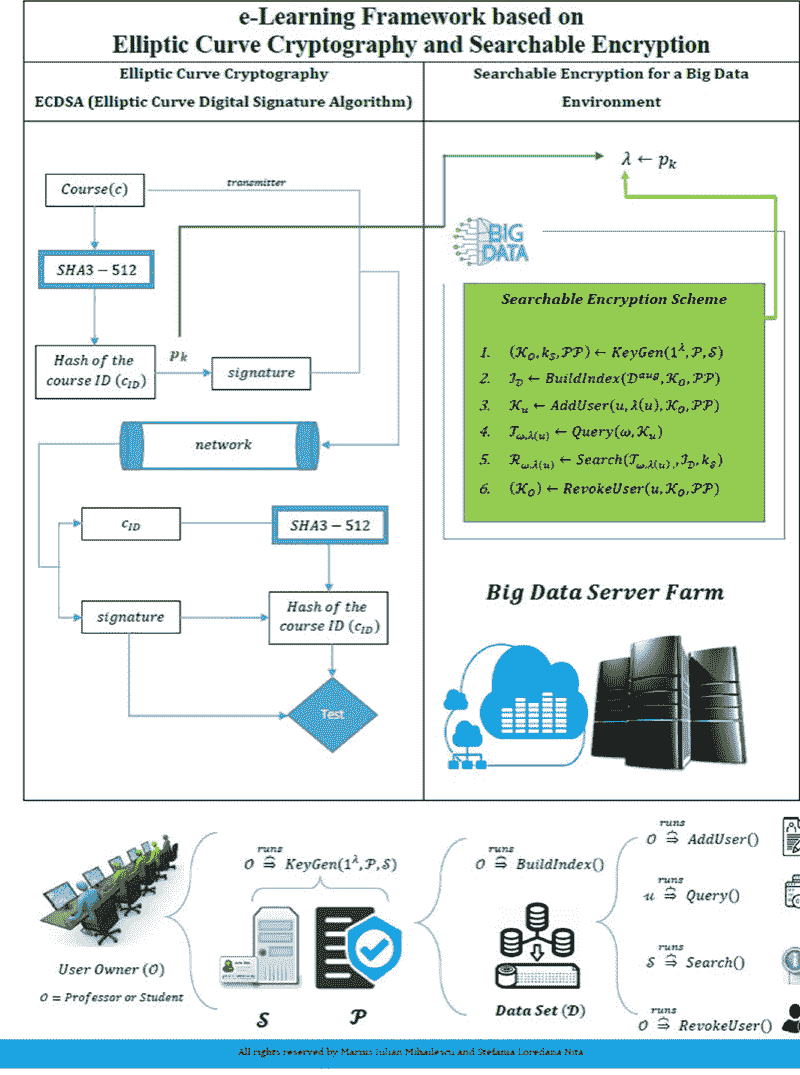 e-Learning Framework based on
Elliptic Curve Cryptography and Searchable Encryption
Elliptic Curve Cryptography
ECDSA (Elliptic Curve Digital Signature Algorithm)
Searchable Encryption for a Big Data
Environment
Course(c)
transmitter
SHA3 − 512
Hash of the
course ID (c_ID)
p_k
signature
network
c_ID
SHA3 − 512
signature
Hash of the
course ID (c_ID)
Test
λ ← p_k
BIG
DATA
Searchable Encryption Scheme
1. (𝒦_O, k_S, 𝒫𝒫) ← KeyGen(1^λ, 𝒫, 𝒮)
2. ℐ_D ← BuildIndex(𝒟^aug, 𝒦_O, 𝒫𝒫)
3. 𝒦_u ← AddUser(u, λ(u), 𝒦_O, 𝒫𝒫)
4. 𝒯_ω,λ(u) ← Query(ω, 𝒦_u)
5. ℛ_ω,λ(u) ← Search(𝒯_ω,λ(u), ℐ_D, k_S)
6. (𝒦_O) ← RevokeUser(u, 𝒦_O, 𝒫𝒫)
Big Data Server Farm
User Owner (O)
O = Professor or Student
runs
O ⇒ KeyGen(1^λ, 𝒫, 𝒮)
𝒮
𝒫
runs
O ⇒ BuildIndex()
Data Set (𝒟)
runs
O ⇒ AddUser()
runs
u ⇒ Query()
runs
𝒮 ⇒ Search()
runs
O ⇒ RevokeUser()
All rights reserved by Marius Iulian Mihailescu and Stefania Loredana Nita